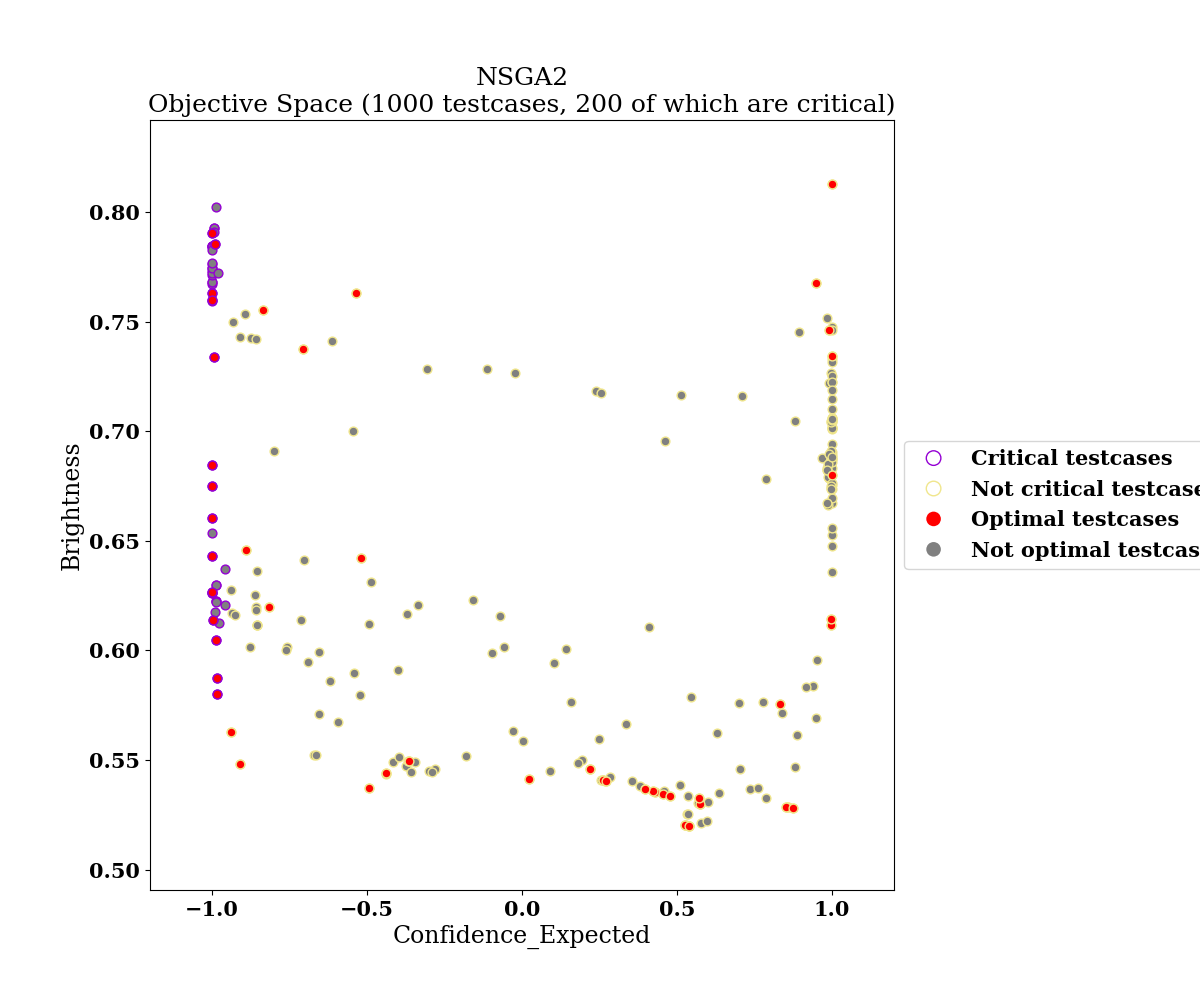 NSGA2
Objective Space (1000 testcases, 200 of which are critical)
0.80
0.75
0.70
0.65
0.60
0.55
0.50
Brightness
−1.0
−0.5
0.0
0.5
1.0
Confidence_Expected
Critical testcases
Not critical testcase
Optimal testcases
Not optimal testcas